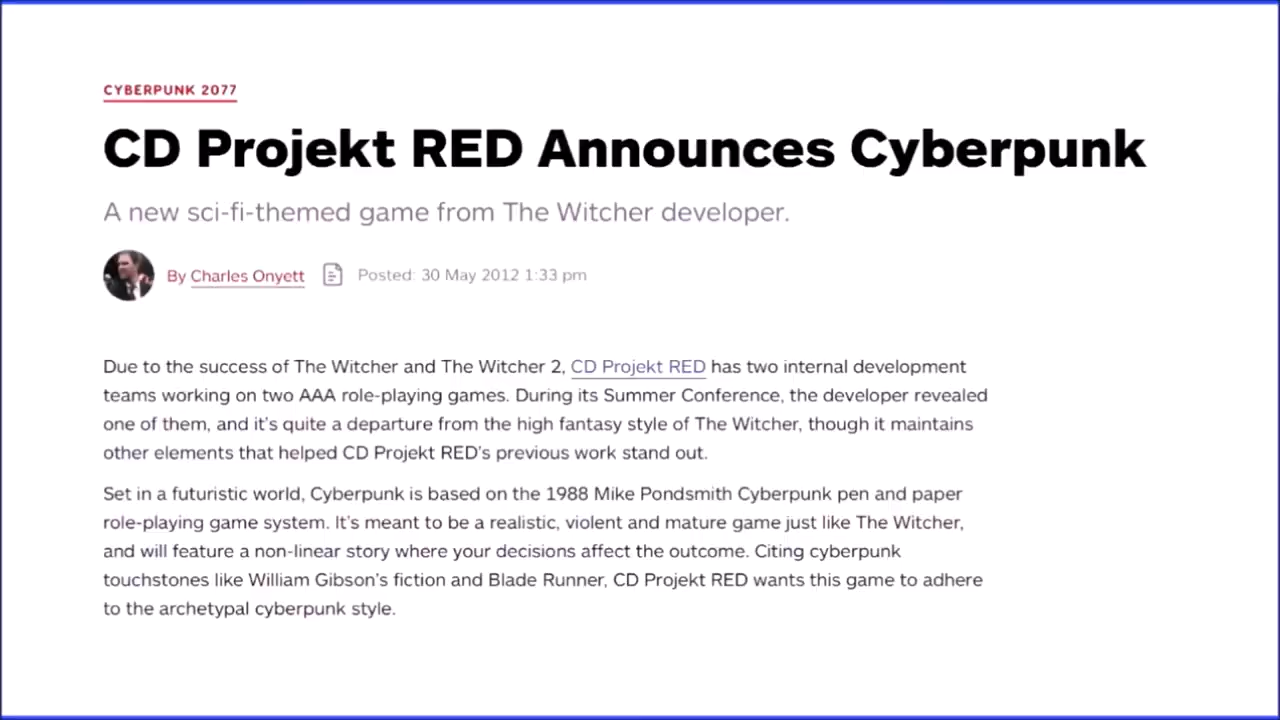 CYBERPUNK 2077
CD Projekt RED Announces Cyberpunk
A new sci-fi-themed game from The Witcher developer.
By Charles Onyett Posted: 30 May 2012 1:33 pm
Due to the success of The Witcher and The Witcher 2, CD Projekt RED has two internal development
teams working on two AAA role-playing games. During its Summer Conference, the developer revealed
one of them, and it's quite a departure from the high fantasy style of The Witcher, though it maintains
other elements that helped CD Projekt RED's previous work stand out.
Set in a futuristic world, Cyberpunk is based on the 1988 Mike Pondsmith Cyberpunk pen and paper
role-playing game system. It's meant to be a realistic, violent and mature game just like The Witcher,
and will feature a non-linear story where your decisions affect the outcome. Citing cyberpunk
touchstones like William Gibson's fiction and Blade Runner, CD Projekt RED wants this game to adhere
to the archetypal cyberpunk style.